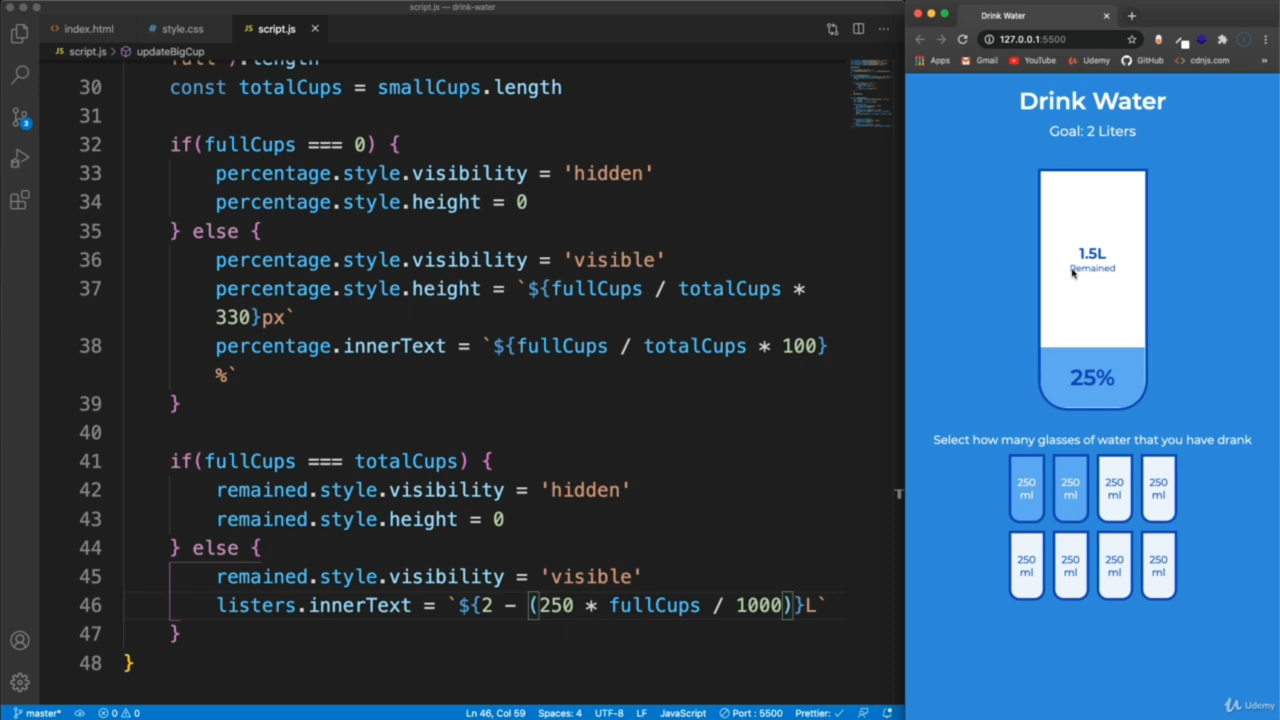 script.js — drink-water
index.html
style.css
script.js
script.js > updateBigCup
full').length
30 const totalCups = smallCups.length
31
32 if(fullCups === 0) {
33 percentage.style.visibility = 'hidden'
34 percentage.style.height = 0
35 } else {
36 percentage.style.visibility = 'visible'
37 percentage.style.height = `${fullCups / totalCups *
330}px`
38 percentage.innerText = `${fullCups / totalCups * 100}
%`
39 }
40
41 if(fullCups === totalCups) {
42 remained.style.visibility = 'hidden'
43 remained.style.height = 0
44 } else {
45 remained.style.visibility = 'visible'
46 listers.innerText = `${2 - (250 * fullCups / 1000)}L`
47 }
48 }
3
master*
0 0
Ln 46, Col 59
Spaces: 4
UTF-8
LF
JavaScript
Port : 5500
Prettier: ✓
Drink Water
127.0.0.1:5500
Apps
Gmail
YouTube
Udemy
GitHub
cdnjs.com
»
Drink Water
Goal: 2 Liters
1.5L
Remained
25%
Select how many glasses of water that you have drank
250 250 250 250
ml ml ml ml
250 250 250 250
ml ml ml ml
Udemy